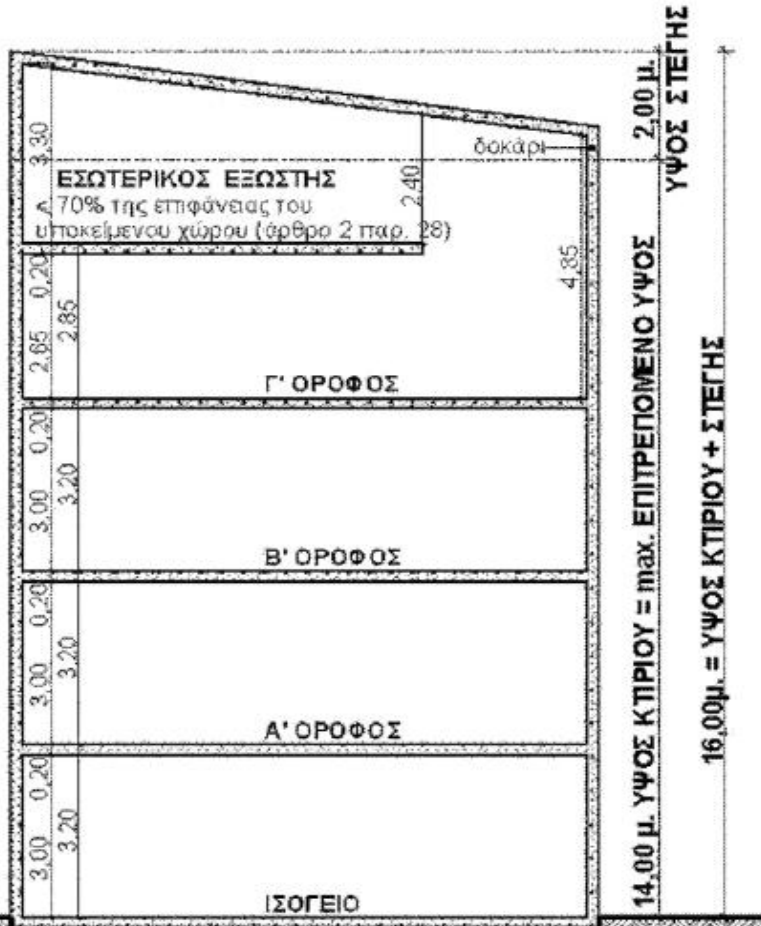 3,30
ΕΣΩΤΕΡΙΚΟΣ ΕΞΩΣΤΗΣ
< 70% της επιφάνειας του
υποκείμενου χώρου (άρθρο 2 παρ. 28)
2,40
δοκάρι
4,85
0,20
2,65
2,85
Γ' ΟΡΟΦΟΣ
0,20
3,00
3,20
Β' ΟΡΟΦΟΣ
0,20
3,00
3,20
Α' ΟΡΟΦΟΣ
0,20
3,00
3,20
ΙΣΟΓΕΙΟ
2,00 μ.
ΥΨΟΣ ΣΤΕΓΗΣ
14,00 μ. ΥΨΟΣ ΚΤΙΡΙΟΥ = max. ΕΠΙΤΡΕΠΟΜΕΝΟ ΥΨΟΣ
16,00μ. = ΥΨΟΣ ΚΤΙΡΙΟΥ + ΣΤΕΓΗΣ